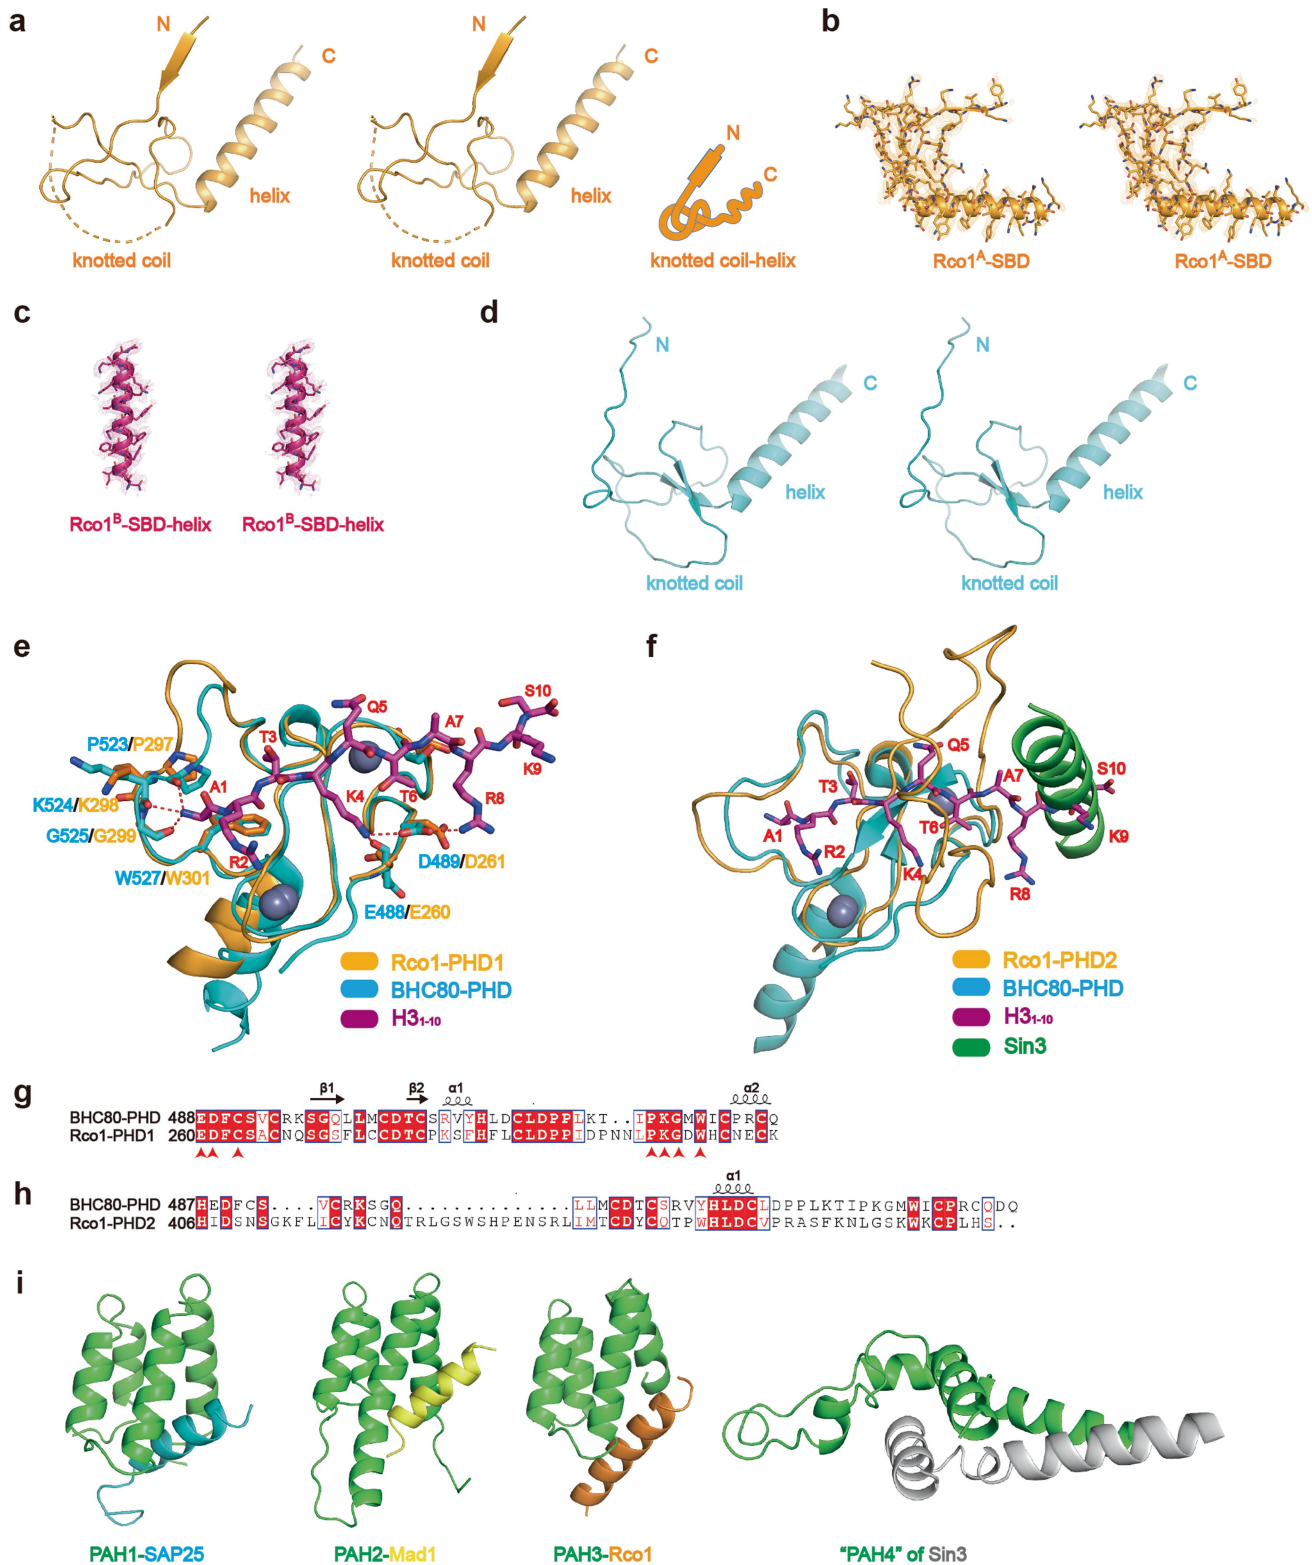 a
N
C
helix
knotted coil
N
C
helix
knotted coil
N
C
knotted coil-helix
b
Rco1A-SBD
Rco1A-SBD
c
Rco1B-SBD-helix
Rco1B-SBD-helix
d
N
C
helix
knotted coil
N
C
helix
knotted coil
e
P523/P297
K524/K298
G525/G299
W527/W301
A1
R2
T3
K4
Q5
T6
A7
R8
K9
S10
D489/D261
E488/E260
Rco1-PHD1
BHC80-PHD
H31-10
f
A1
R2
T3
K4
Q5
T6
A7
R8
K9
S10
Rco1-PHD2
BHC80-PHD
H31-10
Sin3
g
β1 β2 α1 α2
BHC80-PHD 488 EDFCSVCRKSGQLLMCDTCSRVYHLDCLDPPLKT..IPKGMWICPRCQ
Rco1-PHD1 260 EDFCSACNQSGSFLCCDTCPKSFHFLCLDPPIDPNNLPKGDWHCNECK
h
α1
BHC80-PHD 487 HEDFCS....VCRKSGQ............LLMCDTCSRVYHLDCLDPPLKTIPKGMWICPRCQDQ
Rco1-PHD2 406 HIDSNSGKFLICYKCNQTRLGSWSHPENSRLIMTCDYCQTPWHLDCVPRASFKNLGSKWKCPLHS..
i
PAH1-SAP25
PAH2-Mad1
PAH3-Rco1
"PAH4" of Sin3